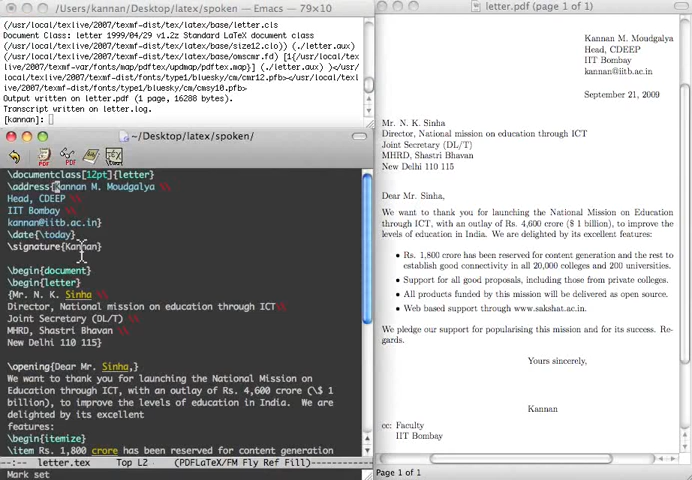 Emacs — 79×10
(/usr/local/texlive/2007/texmf-dist/tex/latex/base/letter.cls
Document Class: letter 1999/04/29 v1.2z Standard LaTeX document class
(/usr/local/texlive/2007/texmf-dist/tex/latex/base/size12.clo)) (./letter.aux)
(/usr/local/texlive/2007/texmf-dist/tex/latex/base/omscmr.fd) [1{/usr/local/tex
live/2007/texmf-var/fonts/map/pdftex/updmap/pdftex.map}] (./letter.aux) )</usr/
local/texlive/2007/texmf-dist/fonts/type1/bluesky/cm/cmr12.pfb></usr/local/texl
ive/2007/texmf-dist/fonts/type1/bluesky/cm/cmsy10.pfb>
Output written on letter.pdf (1 page, 16288 bytes).
Transcript written on letter.log.
[kannan]:
~/Desktop/latex/spoken/
\documentclass[12pt]{letter}
\address{Kannan M. Moudgalya \\
Head, CDEEP \\
IIT Bombay \\
kannan@iitb.ac.in}
\date{\today}
\signature{Kannan}
\begin{document}
\begin{letter}
{Mr. N. K. Sinha \\
Director, National mission on education through ICT\\
Joint Secretary (DL/T) \\
MHRD, Shastri Bhavan \\
New Delhi 110 115}
\opening{Dear Mr. Sinha,}
We want to thank you for launching the National Mission on
Education through ICT, with an outlay of Rs. 4,600 crore (\$ 1
billion), to improve the levels of education in India.  We are
delighted by its excellent
features:
\begin{itemize}
\item Rs. 1,800 crore has been reserved for content generation
--:--- letter.tex Top L2 (PDFLaTeX/FM Fly Ref Fill)
Mark set
letter.pdf (page 1 of 1)
Kannan M. Moudgalya
Head, CDEEP
IIT Bombay
kannan@iitb.ac.in
September 21, 2009
Mr. N. K. Sinha
Director, National mission on education through ICT
Joint Secretary (DL/T)
MHRD, Shastri Bhavan
New Delhi 110 115
Dear Mr. Sinha,
We want to thank you for launching the National Mission on Education
through ICT, with an outlay of Rs. 4,600 crore ($ 1 billion), to improve the
levels of education in India. We are delighted by its excellent features:
• Rs. 1,800 crore has been reserved for content generation and the rest to
establish good connectivity in all 20,000 colleges and 200 universities.
• Support for all good proposals, including those from private colleges.
• All products funded by this mission will be delivered as open source.
• Web based support through www.sakshat.ac.in.
We pledge our support for popularising this mission and for its success. Re-
gards.
Yours sincerely,
Kannan
cc: Faculty
IIT Bombay
Page 1 of 1